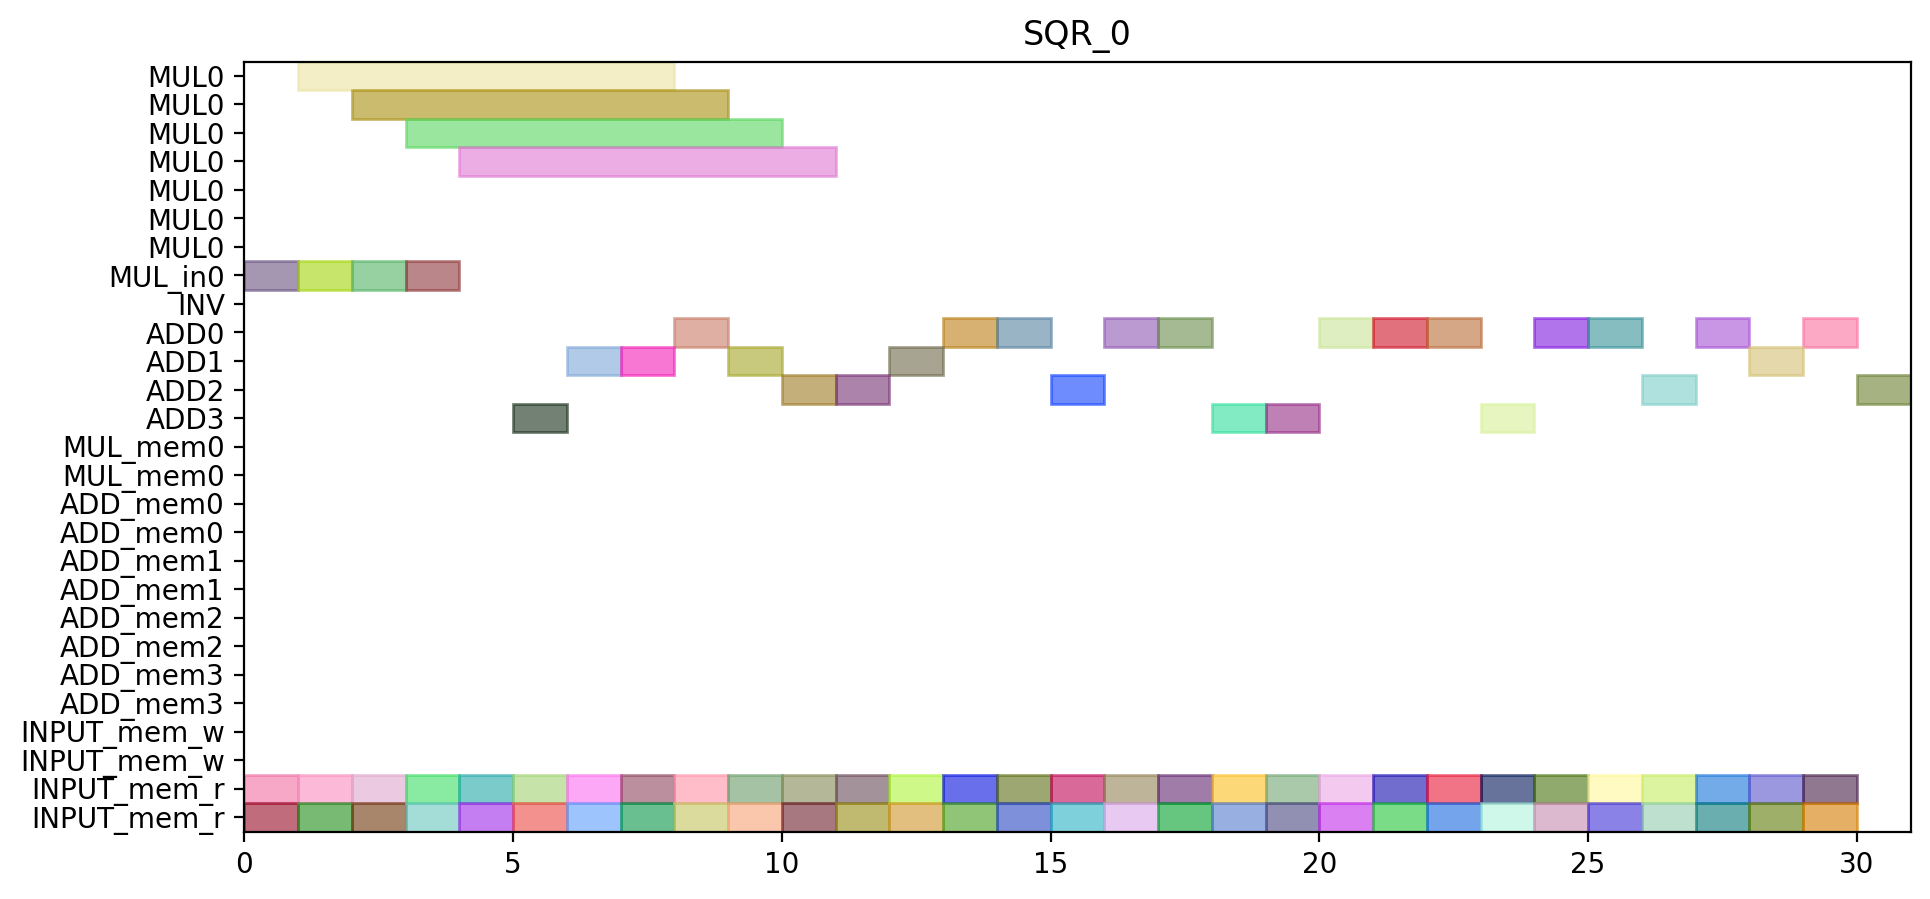 SQR_0
MUL0
MUL0
MUL0
MUL0
MUL0
MUL0
MUL0
MUL_in0
INV
ADD0
ADD1
ADD2
ADD3
MUL_mem0
MUL_mem0
ADD_mem0
ADD_mem0
ADD_mem1
ADD_mem1
ADD_mem2
ADD_mem2
ADD_mem3
ADD_mem3
INPUT_mem_w
INPUT_mem_w
INPUT_mem_r
INPUT_mem_r
0 5 10 15 20 25 30